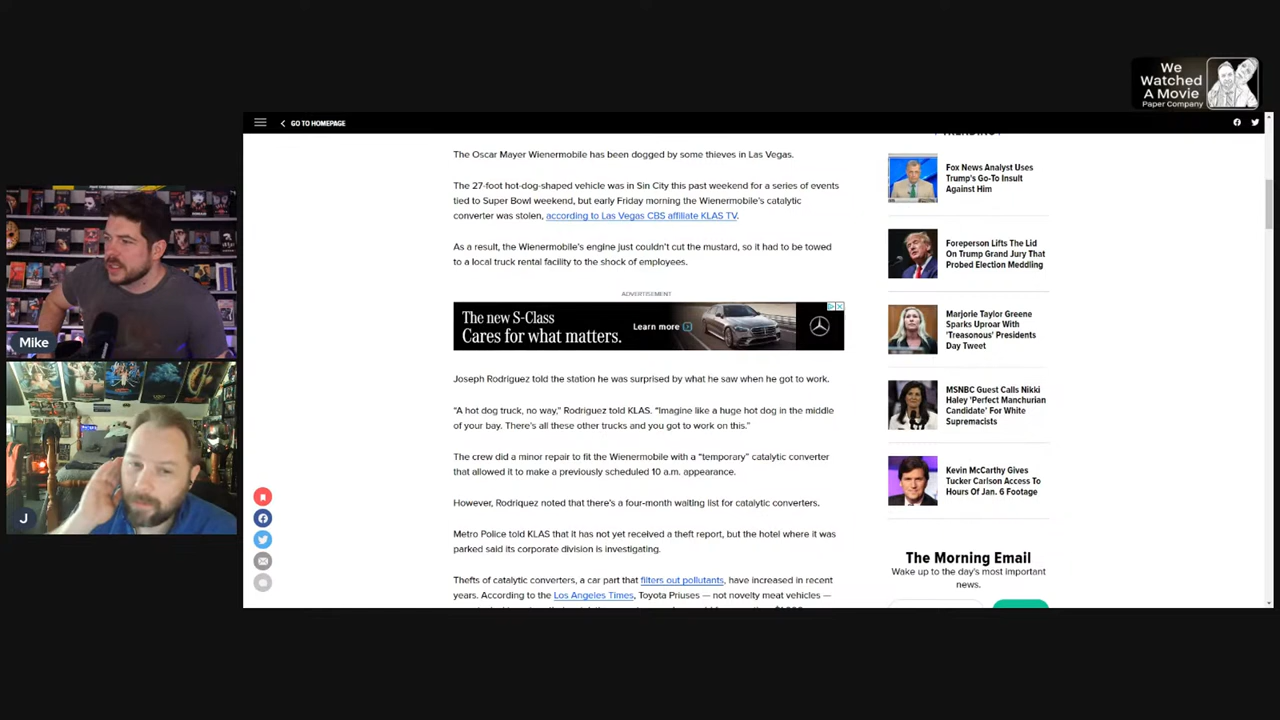 We
Watched
A Movie
Paper Company
GO TO HOMEPAGE
The Oscar Mayer Wienermobile has been dogged by some thieves in Las Vegas.
The 27-foot hot-dog-shaped vehicle was in Sin City this past weekend for a series of events
tied to Super Bowl weekend, but early Friday morning the Wienermobile's catalytic
converter was stolen, according to Las Vegas CBS affiliate KLAS TV.
As a result, the Wienermobile's engine just couldn't cut the mustard, so it had to be towed
to a local truck rental facility to the shock of employees.
ADVERTISEMENT
The new S-Class
Cares for what matters.
Learn more
Joseph Rodriguez told the station he was surprised by what he saw when he got to work.
“A hot dog truck, no way,” Rodriguez told KLAS. “Imagine like a huge hot dog in the middle
of your bay. There's all these other trucks and you got to work on this.”
The crew did a minor repair to fit the Wienermobile with a “temporary” catalytic converter
that allowed it to make a previously scheduled 10 a.m. appearance.
However, Rodriquez noted that there's a four-month waiting list for catalytic converters.
Metro Police told KLAS that it has not yet received a theft report, but the hotel where it was
parked said its corporate division is investigating.
Thefts of catalytic converters, a car part that filters out pollutants, have increased in recent
years. According to the Los Angeles Times, Toyota Priuses — not novelty meat vehicles —
TRENDING
Fox News Analyst Uses
Trump's Go-To Insult
Against Him
Foreperson Lifts The Lid
On Trump Grand Jury That
Probed Election Meddling
Marjorie Taylor Greene
Sparks Uproar With
'Treasonous' Presidents
Day Tweet
MSNBC Guest Calls Nikki
Haley 'Perfect Manchurian
Candidate' For White
Supremacists
Kevin McCarthy Gives
Tucker Carlson Access To
Hours Of Jan. 6 Footage
The Morning Email
Wake up to the day's most important
news.
Mike
J